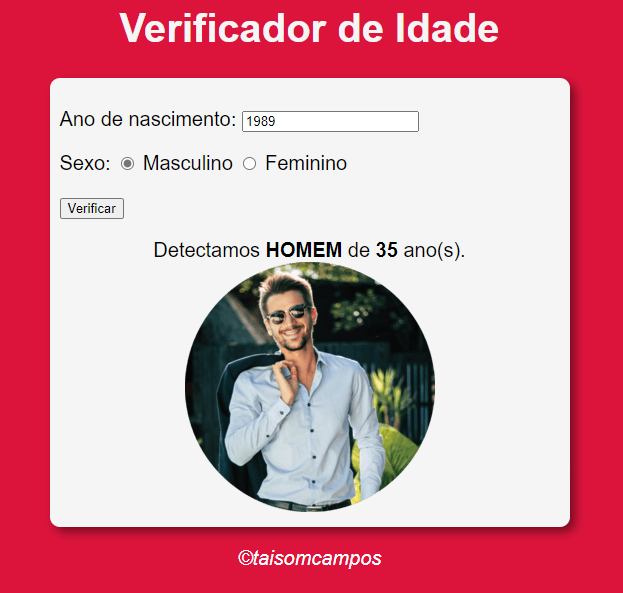 Verificador de Idade
Ano de nascimento: 1989
Sexo: Masculino Feminino
Verificar
Detectamos HOMEM de 35 ano(s).
©taisomcampos